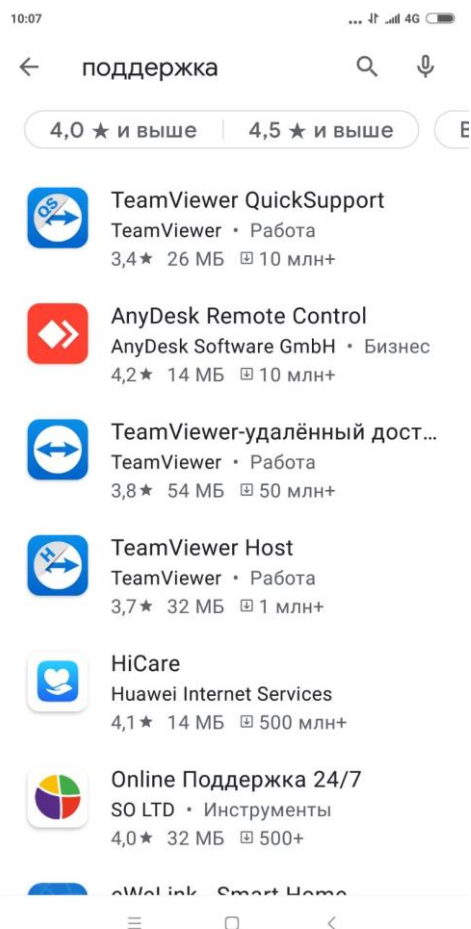 10:07
... 4G
поддержка
4,0 ★ и выше
4,5 ★ и выше
QS
TeamViewer QuickSupport
TeamViewer • Работа
3,4★ 26 МБ 10 млн+
AnyDesk Remote Control
AnyDesk Software GmbH • Бизнес
4,2★ 14 МБ 10 млн+
TeamViewer-удалённый дост...
TeamViewer • Работа
3,8★ 54 МБ 50 млн+
H
TeamViewer Host
TeamViewer • Работа
3,7★ 32 МБ 1 млн+
HiCare
Huawei Internet Services
4,1★ 14 МБ 500 млн+
Online Поддержка 24/7
SO LTD • Инструменты
4,0★ 32 МБ 500+
eWeLink - Smart Home